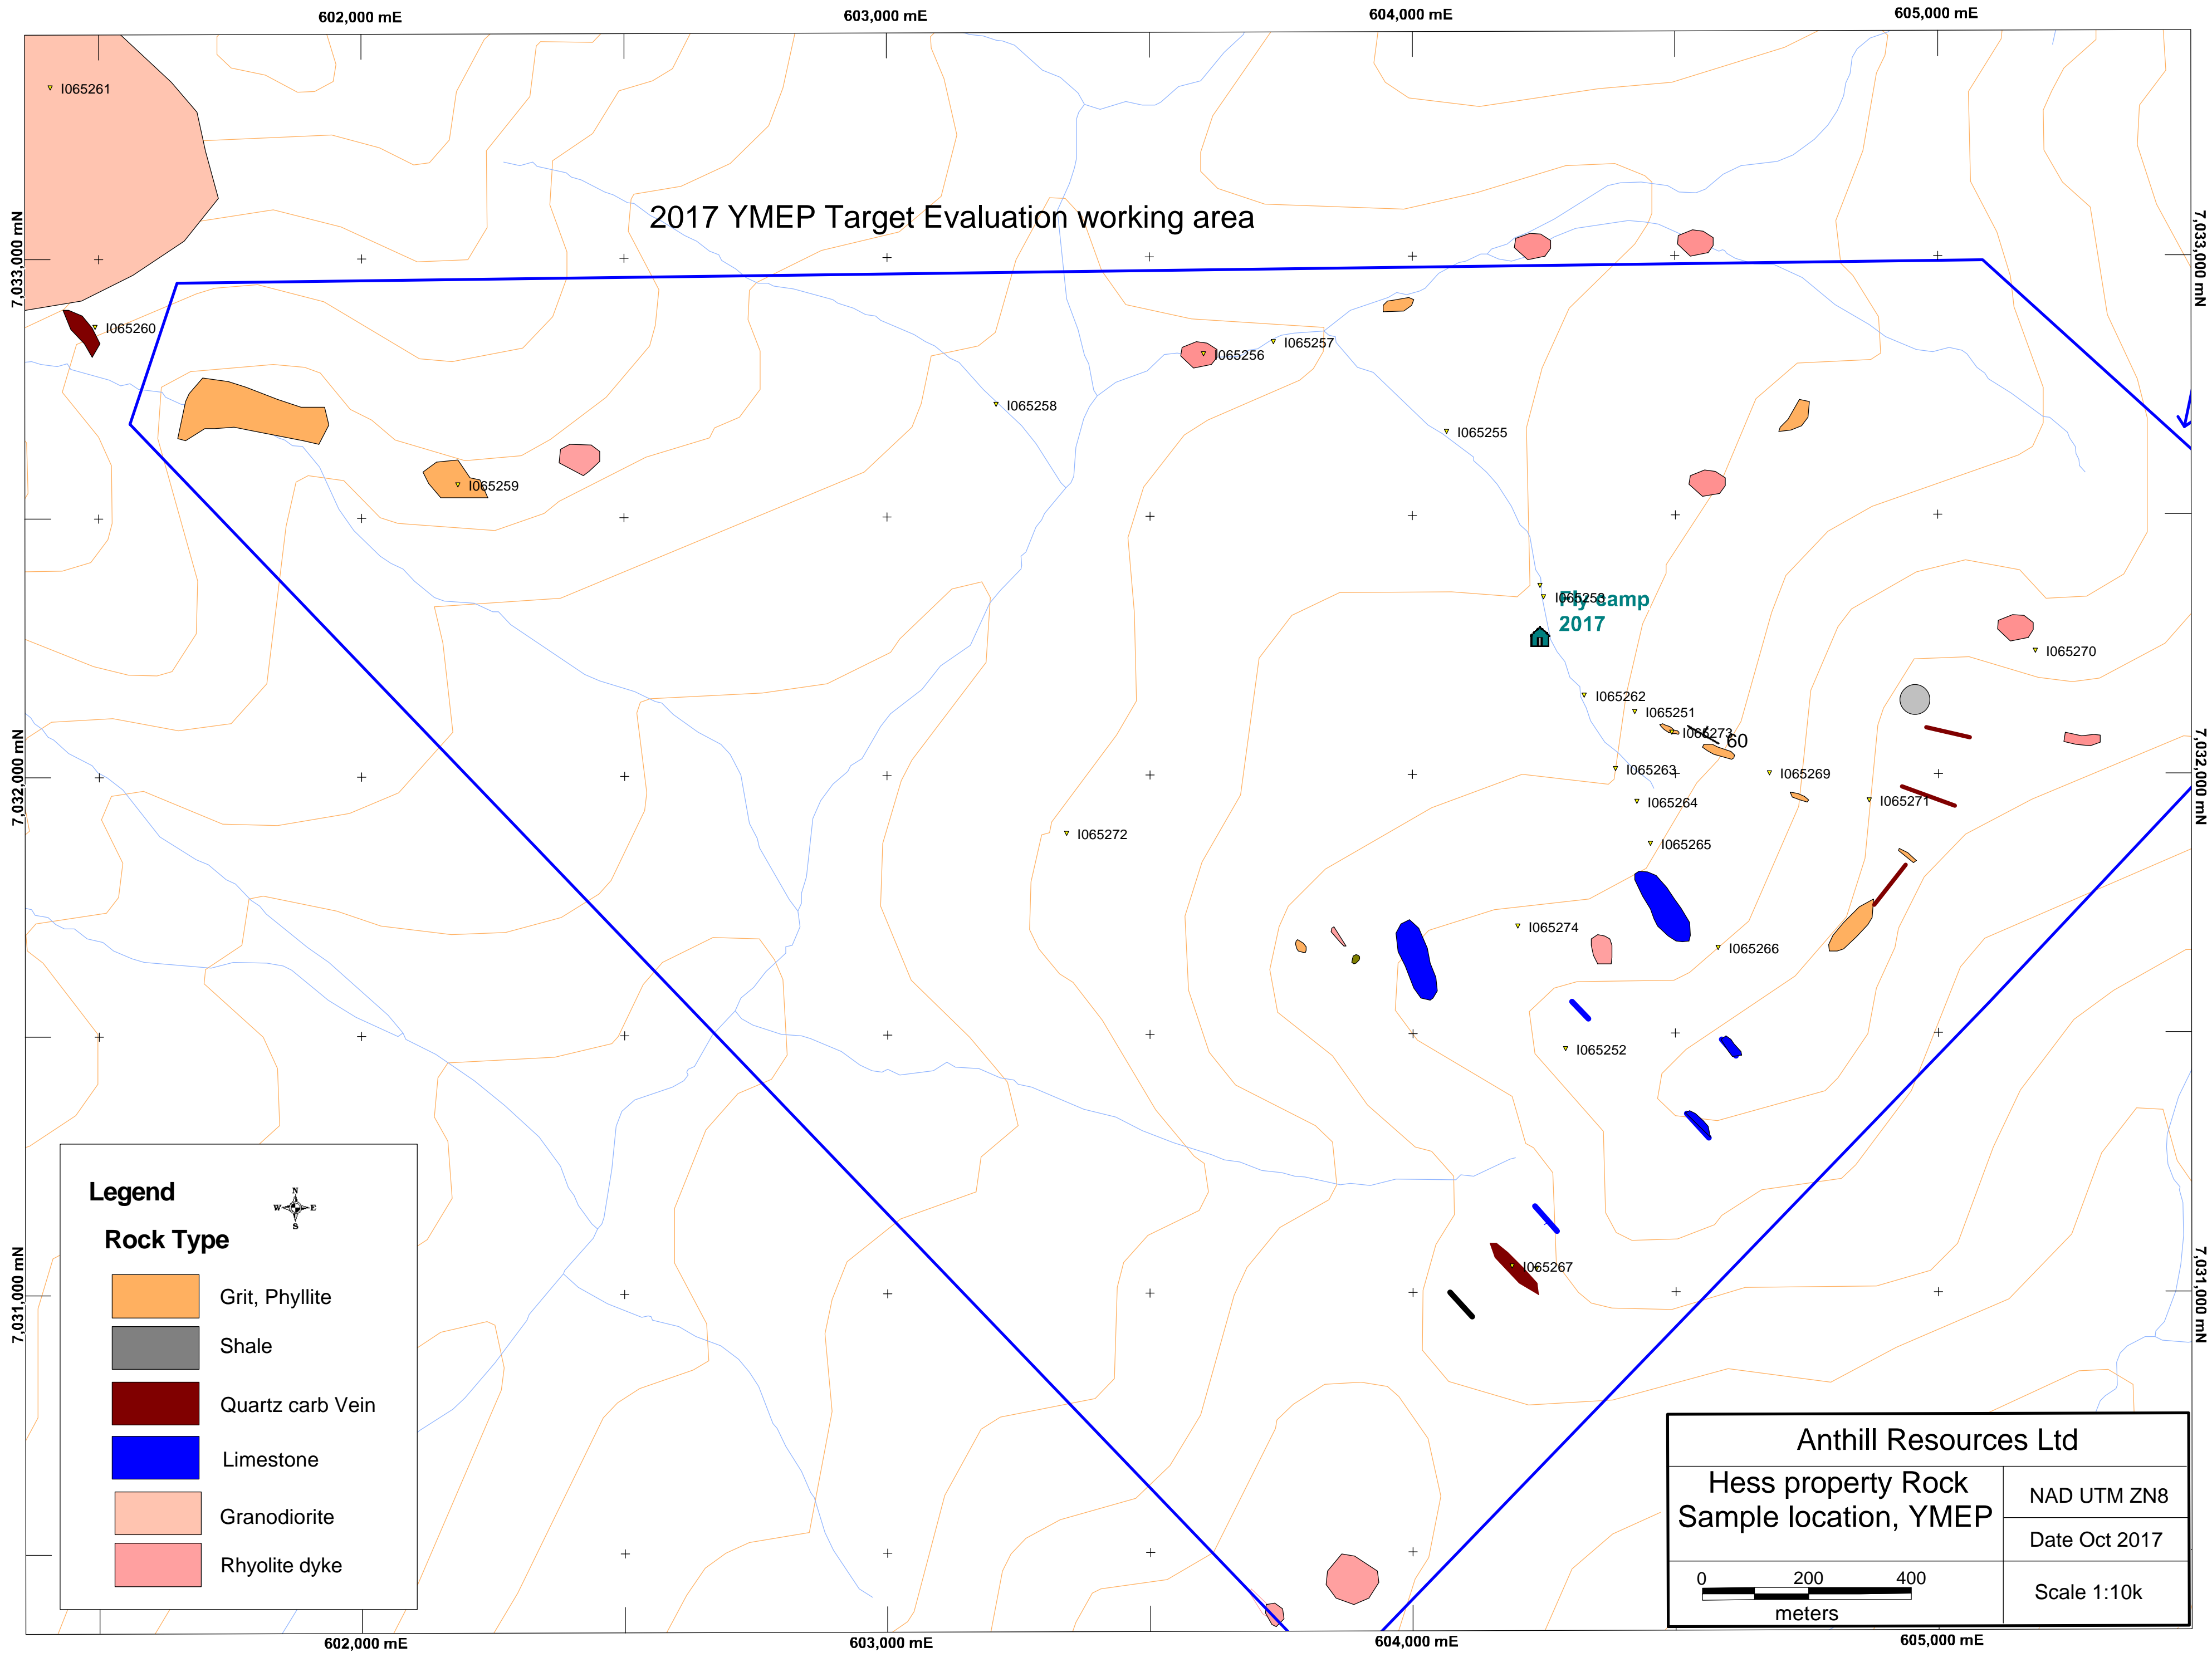 602,000 mE
603,000 mE
604,000 mE
605,000 mE
I065261
2017 YMEP Target Evaluation working area
7,033,000 mN
7,033,000 mN
I065260
I065257
I065256
I065258
I065255
I065259
Fly camp
2017
I065253
I065270
I065262
I065251
I065273
60
I065263
I065269
I065264
I065271
7,032,000 mN
7,032,000 mN
I065272
I065265
I065274
I065266
I065252
I065267
7,031,000 mN
7,031,000 mN
Legend
N
W E
S
Rock Type
Grit, Phyllite
Shale
Quartz carb Vein
Limestone
Granodiorite
Rhyolite dyke
Anthill Resources Ltd
Hess property Rock
Sample location, YMEP
NAD UTM ZN8
Date Oct 2017
Scale 1:10k
0 200 400
meters
602,000 mE
603,000 mE
604,000 mE
605,000 mE